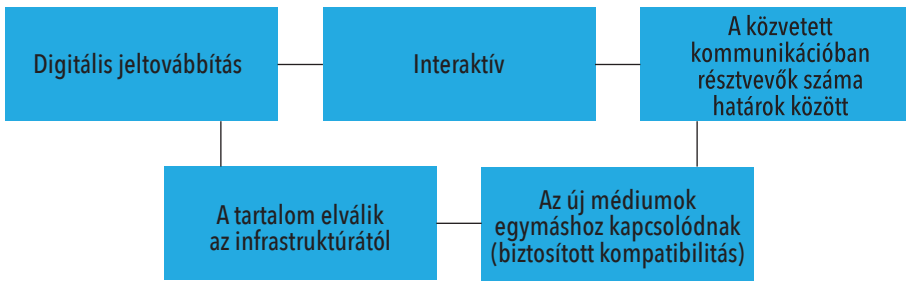 Digitális jeltovábbítás
Interaktív
A közvetett
kommunikációban
résztvevők száma
határok között
A tartalom elválik
az infrastruktúrától
Az új médiumok
egymáshoz kapcsolódnak
(biztosított kompatibilitás)